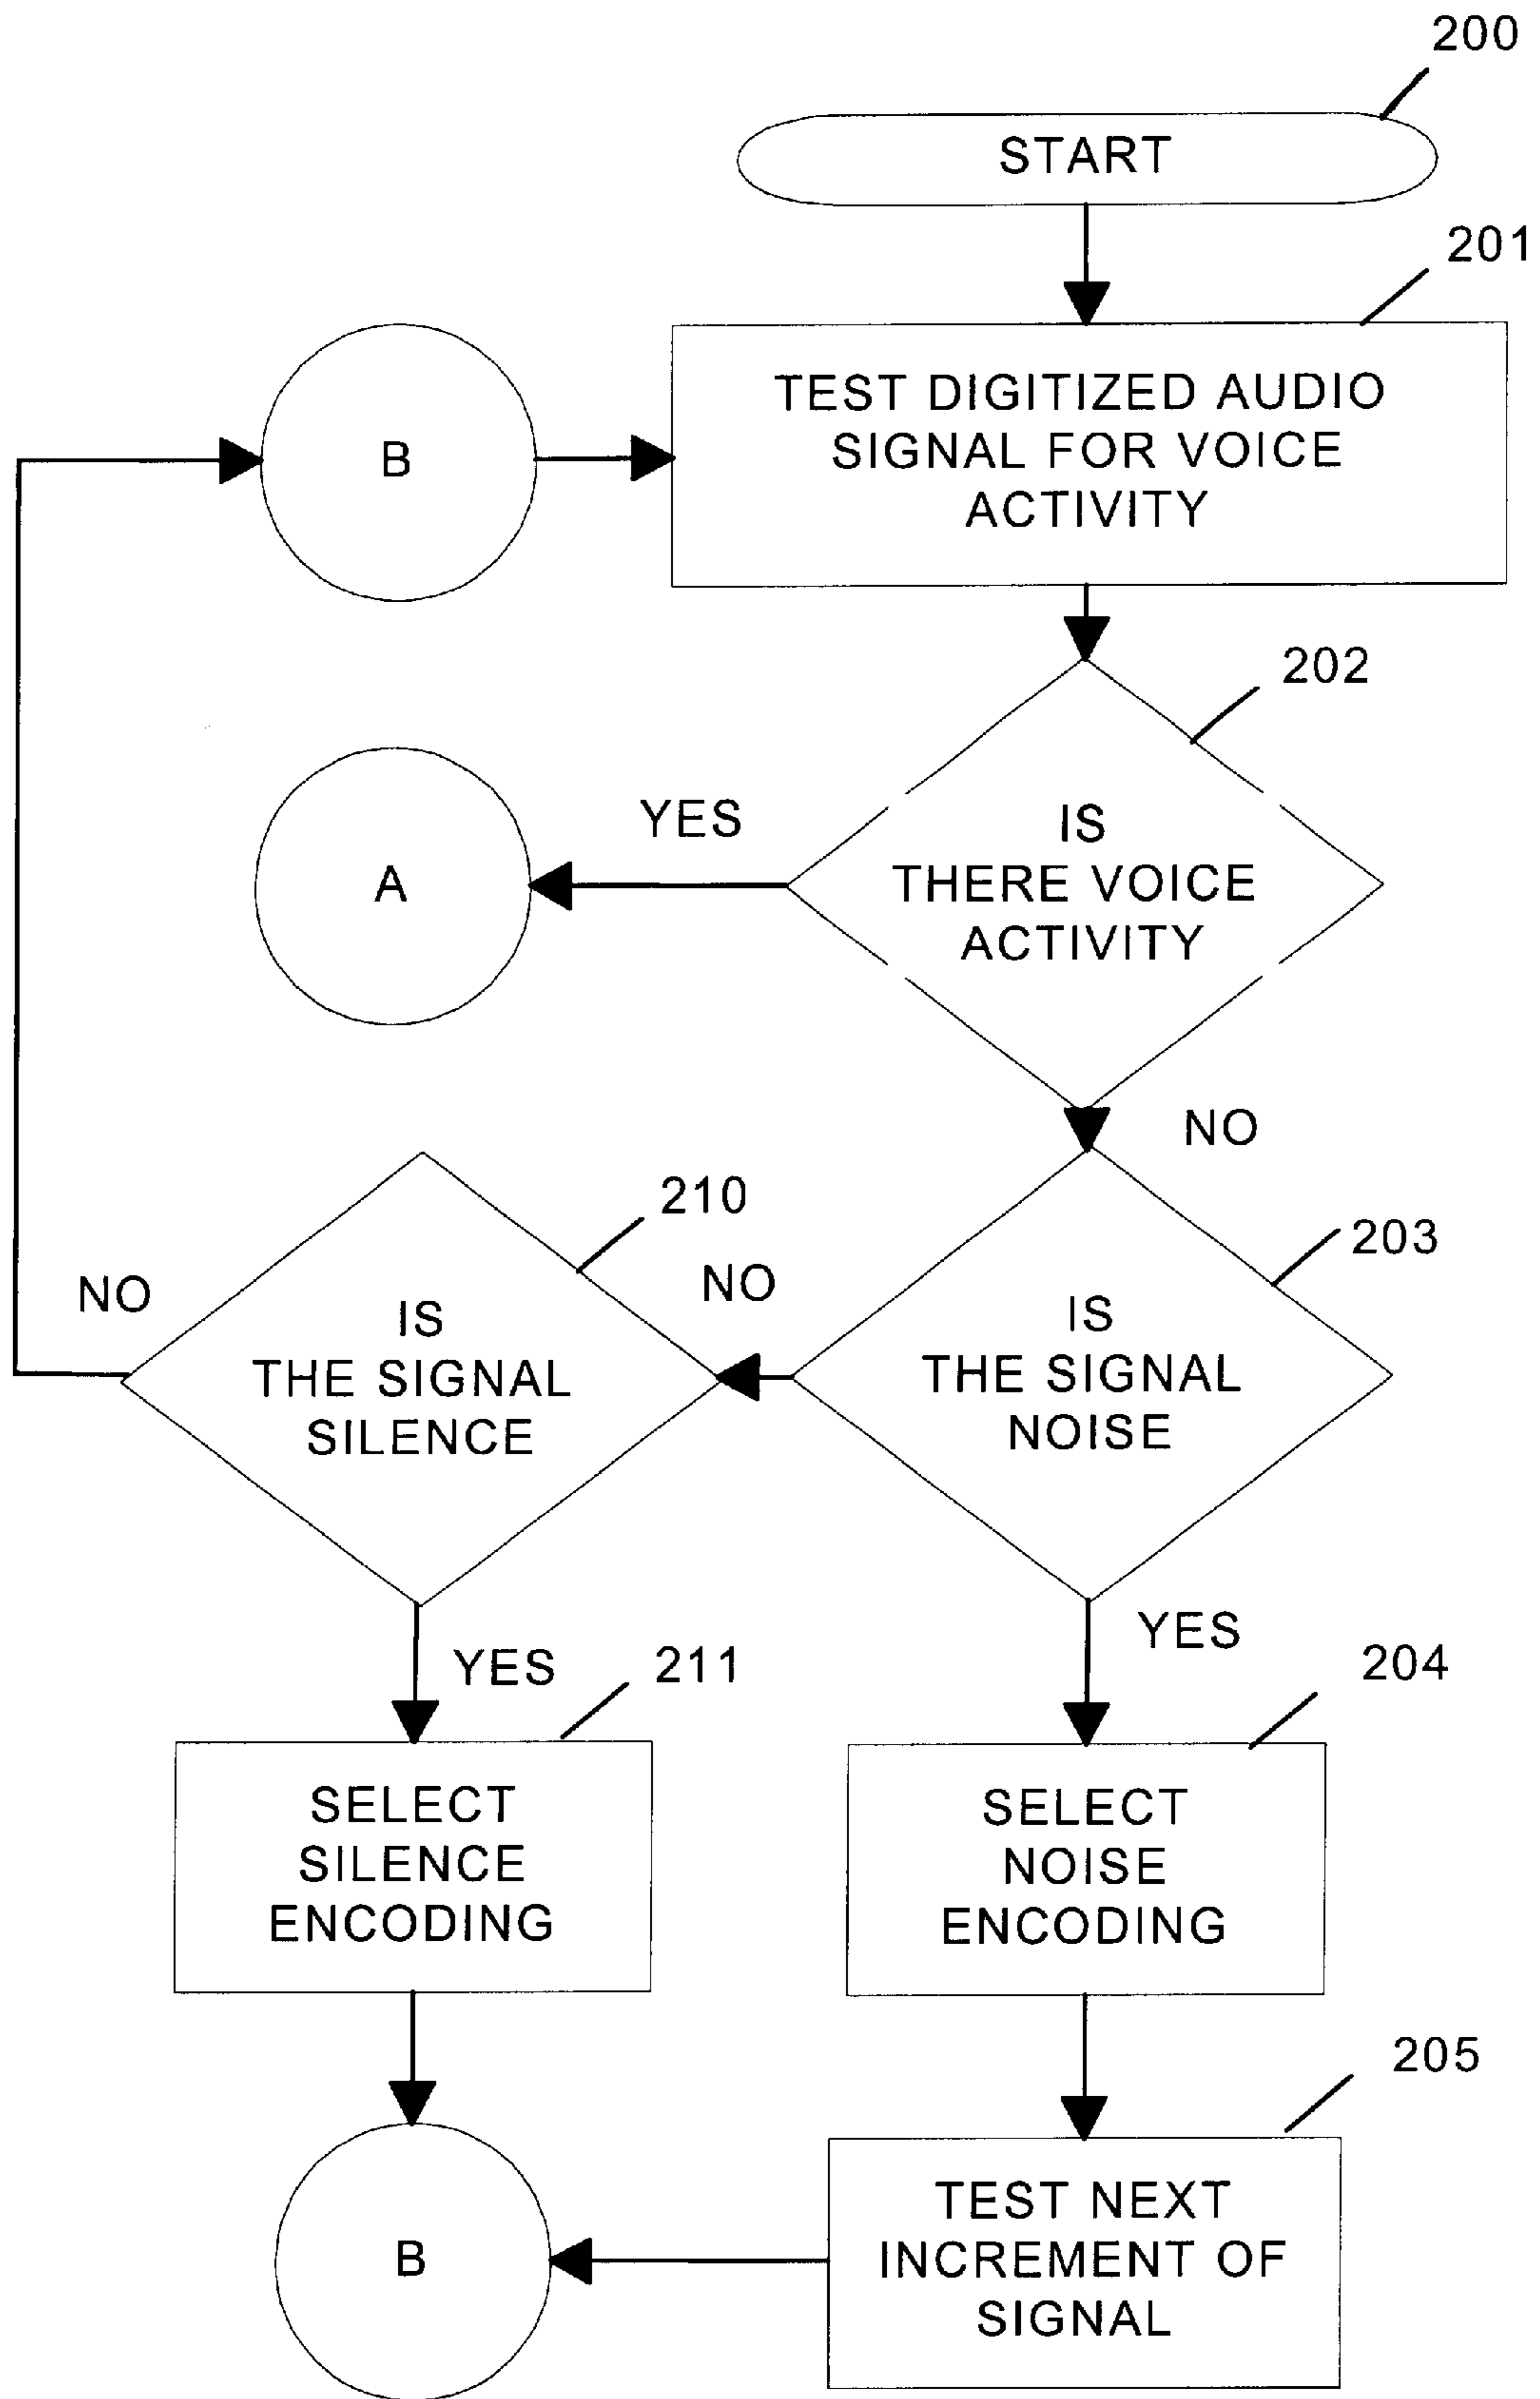 200
START
201
TEST DIGITIZED AUDIO
SIGNAL FOR VOICE
ACTIVITY
B
202
IS
THERE VOICE
ACTIVITY
YES
A
NO
203
IS
THE SIGNAL
NOISE
NO
210
IS
THE SIGNAL
SILENCE
NO
YES
211
SELECT
SILENCE
ENCODING
YES
204
SELECT
NOISE
ENCODING
205
TEST NEXT
INCREMENT OF
SIGNAL
B